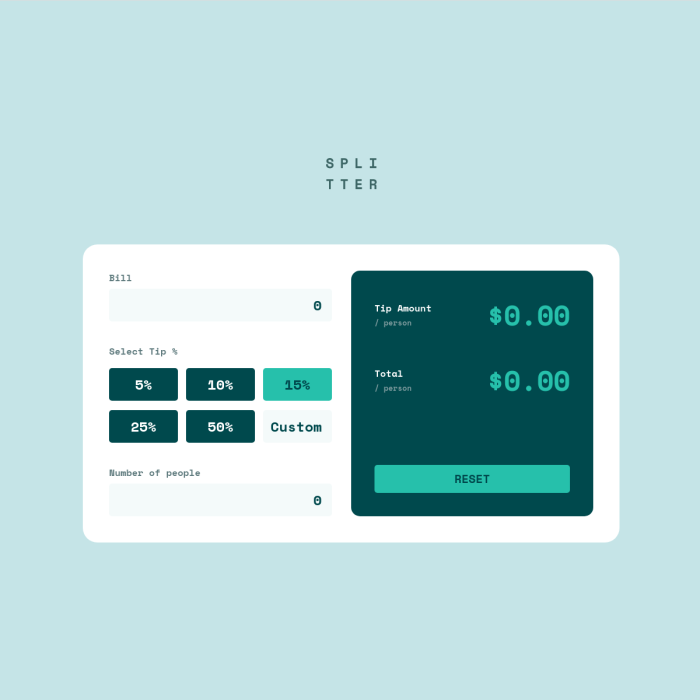 SPLI
TTER
Bill
0
Select Tip %
5% 10% 15%
25% 50% Custom
Number of people
0
Tip Amount
/ person
$0.00
Total
/ person
$0.00
RESET